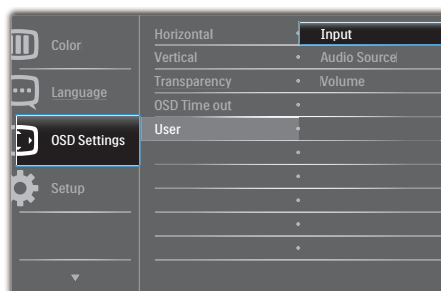 Color
Language
OSD Settings
Setup
Horizontal
Vertical
Transparency
OSD Time out
User
Input
Audio Source
Volume